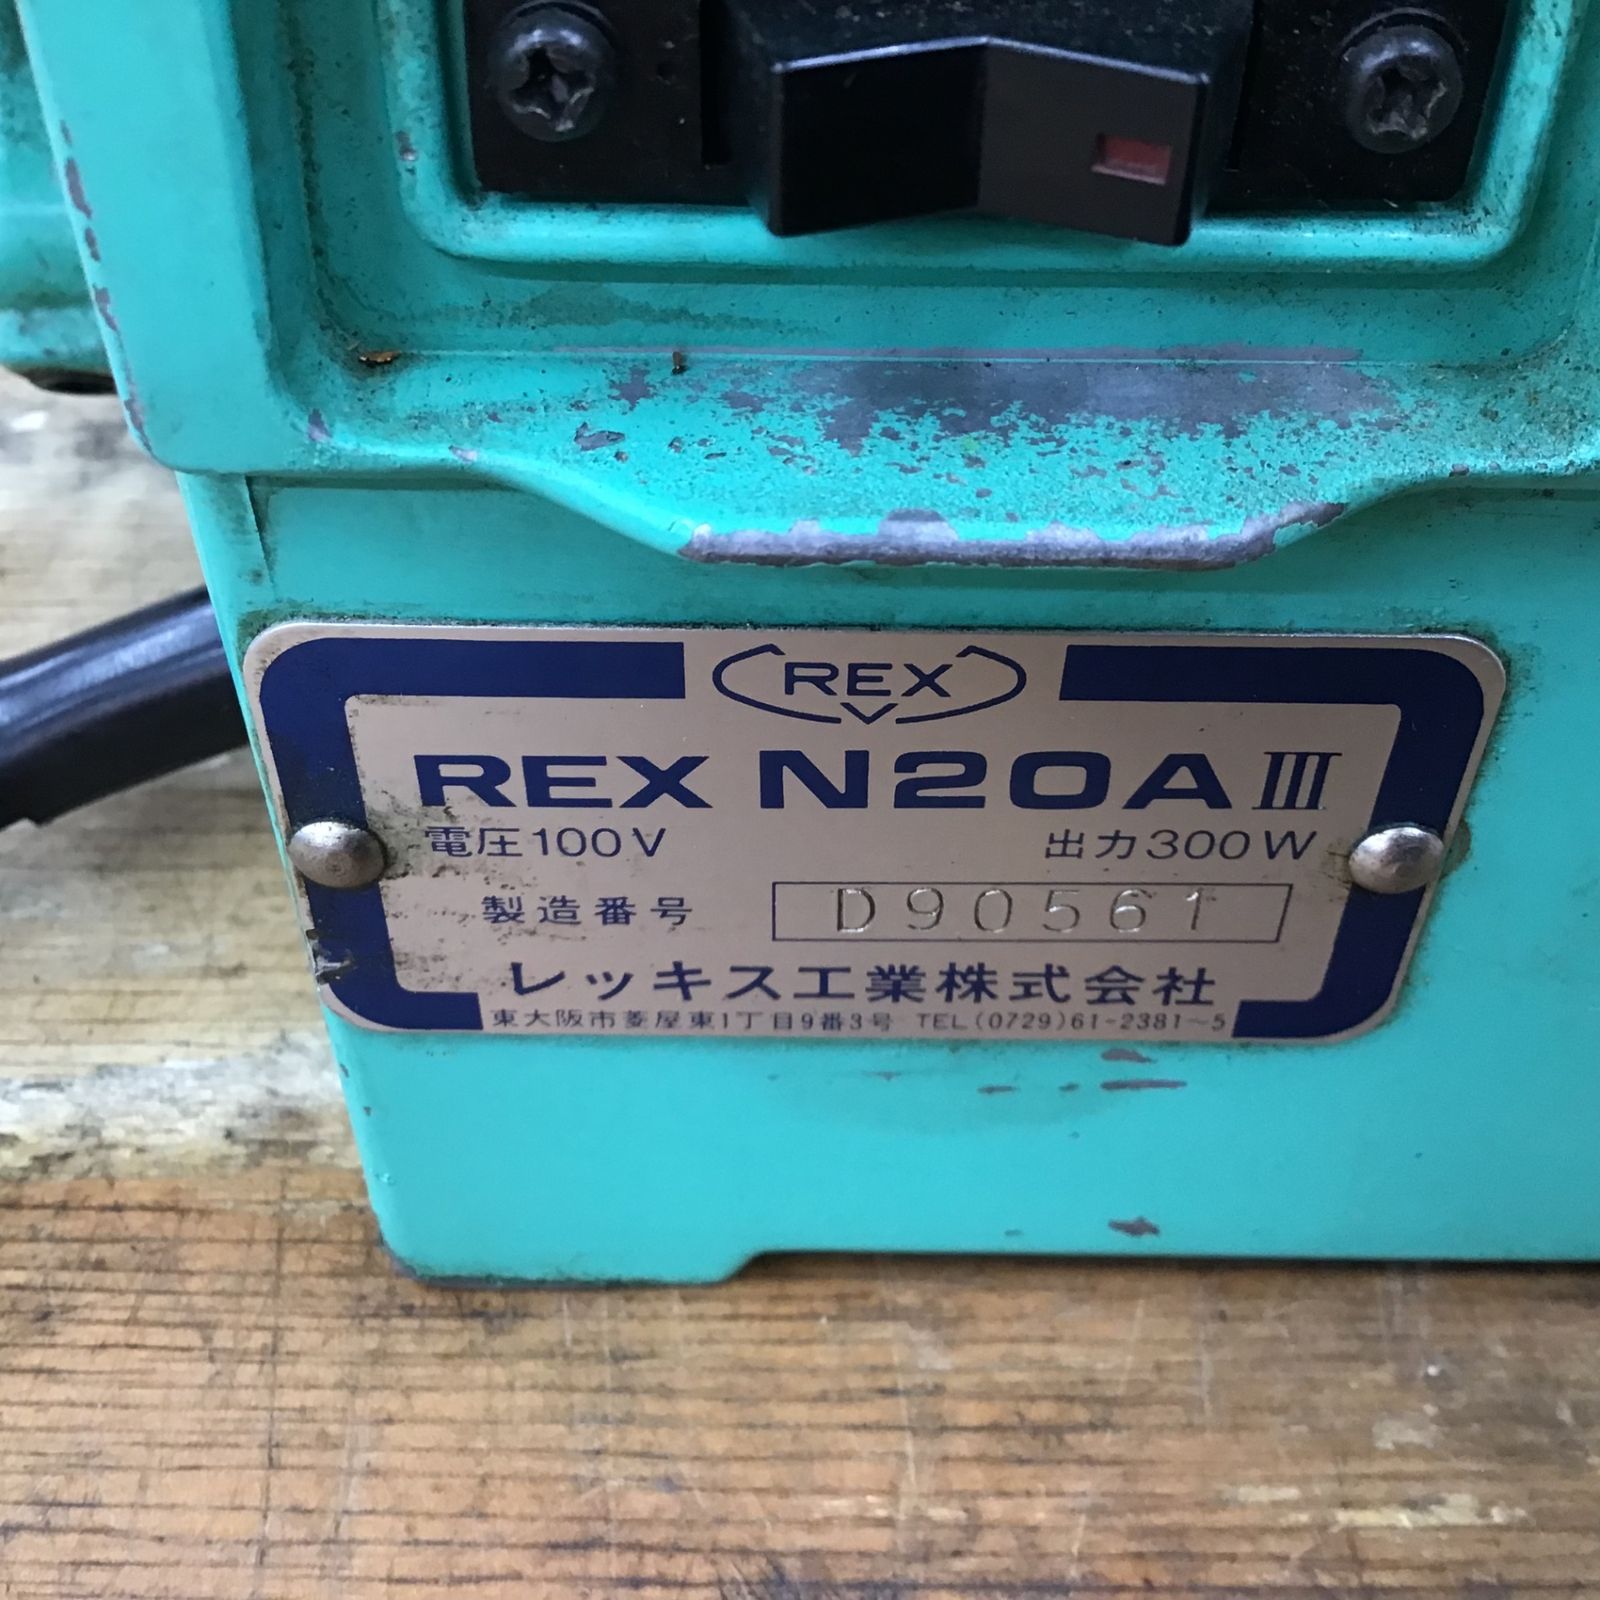 REX
REX N20AIII
電圧100V 出力300W
製造番号 D90561
レッキス工業株式会社
東大阪市菱屋東1丁目9番3号 TEL(0729)61-2381~5